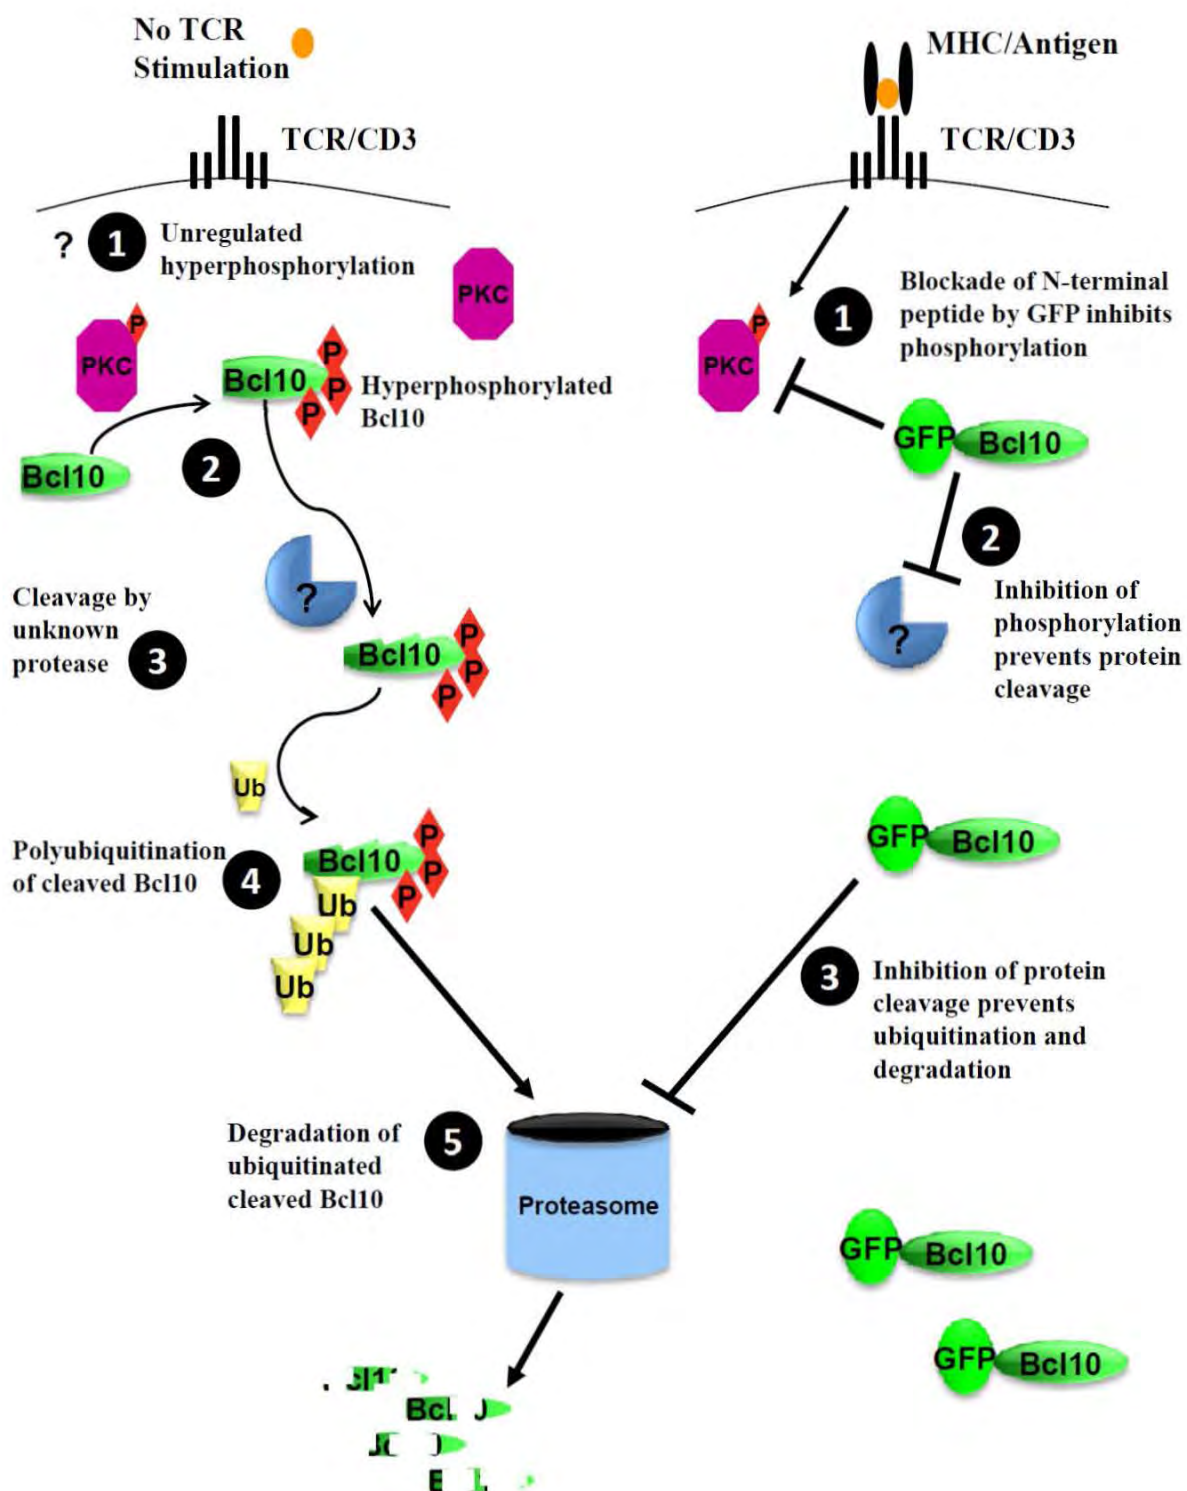 No TCR
Stimulation
TCR/CD3
? 1 Unregulated
hyperphosphorylation
PKC
P
PKC
Bcl10
P
P
P
Hyperphosphorylated
Bcl10
Bcl10
2
?
Cleavage by
unknown
protease
3
Bcl10
P
P
P
Ub
Polyubiquitination
of cleaved Bcl10
4
Bcl10
P
P
P
Ub
Ub
Ub
Degradation of
ubiquitinated
cleaved Bcl10
5
Proteasome
Bcl
MHC/Antigen
TCR/CD3
1
Blockade of N-terminal
peptide by GFP inhibits
phosphorylation
P
PKC
GFP Bcl10
2
?
Inhibition of
phosphorylation
prevents protein
cleavage
GFP Bcl10
3
Inhibition of protein
cleavage prevents
ubiquitination and
degradation
GFP Bcl10
GFP Bcl10